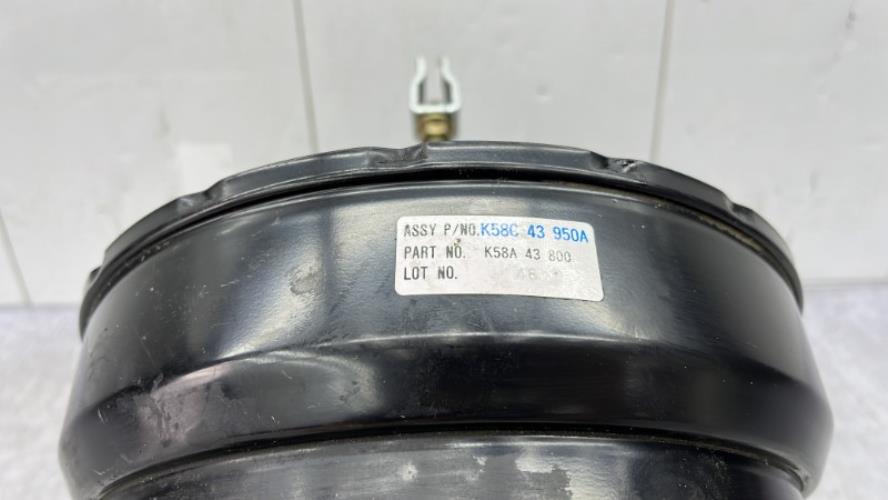 ASSY P/NO. K58C 43 950A
PART NO. K58A 43 800
LOT NO.